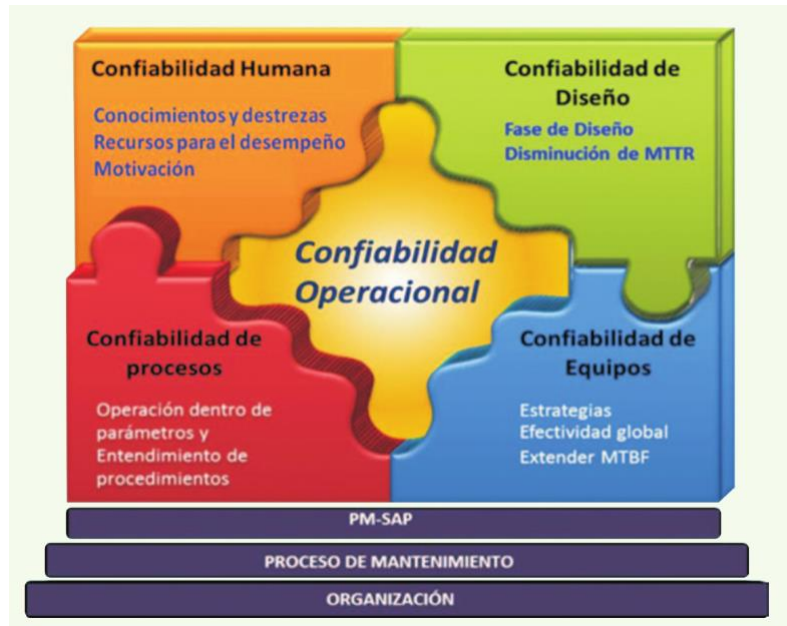 Confiabilidad Humana
Conocimientos y destrezas
Recursos para el desempeño
Motivación
Confiabilidad de
Diseño
Fase de Diseño
Disminución de MTTR
Confiabilidad
Operacional
Confiabilidad de
procesos
Operación dentro de
parámetros y
Entendimiento de
procedimientos
Confiabilidad de
Equipos
Estrategias
Efectividad global
Extender MTBF
PM-SAP
PROCESO DE MANTENIMIENTO
ORGANIZACIÓN